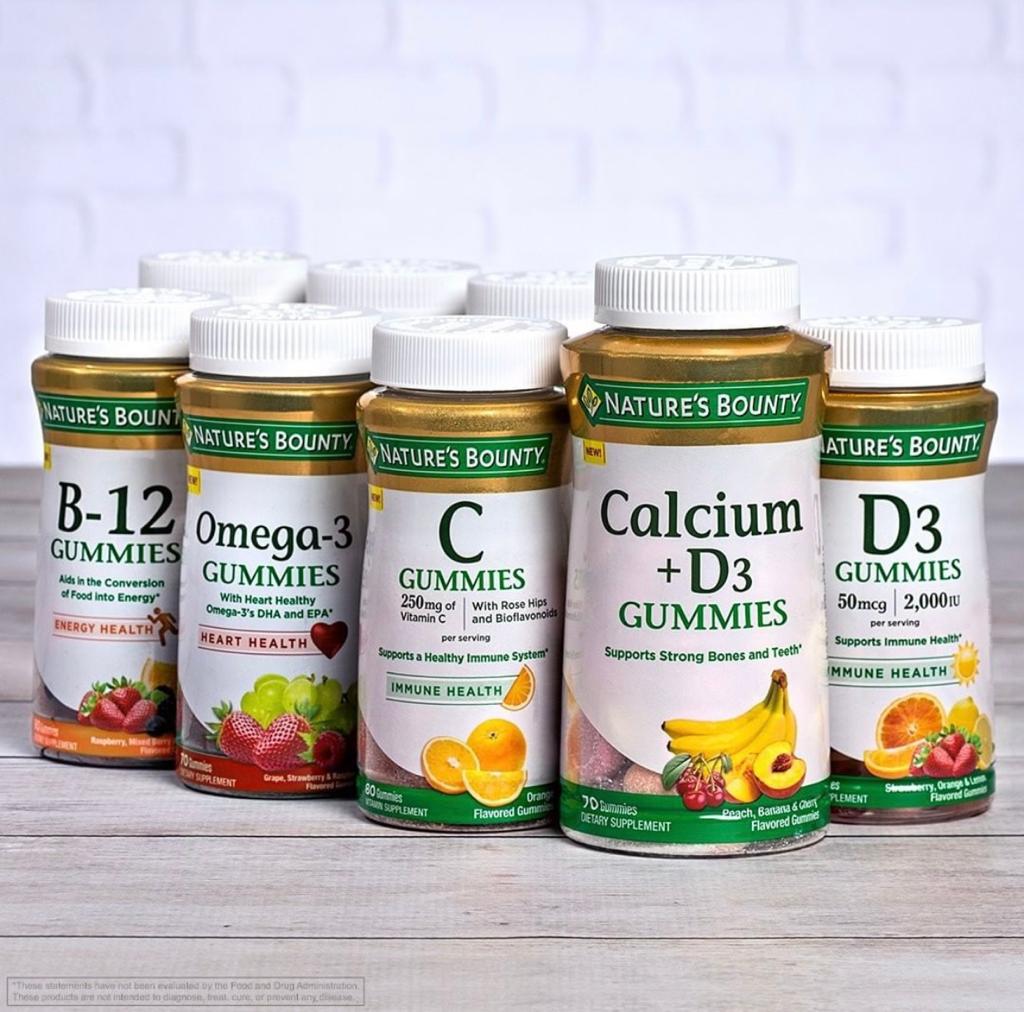 NATURE'S BOUNTY
B-12
GUMMIES
Aids in the Conversion
of Food into Energy*
ENERGY HEALTH
Raspberry, Mixed Berry
Flavored
SUPPLEMENT
NATURE'S BOUNTY®
NEW!
Omega-3
GUMMIES
With Heart Healthy
Omega-3's DHA and EPA*
HEART HEALTH
70 Gummies
DIETARY SUPPLEMENT
Grape, Strawberry &
Flavored
NATURE'S BOUNTY®
NEW!
C
GUMMIES
250mg of
Vitamin C
With Rose Hips
and Bioflavonoids
per serving
Supports a Healthy Immune System*
IMMUNE HEALTH
80 Gummies
VITAMIN SUPPLEMENT
Orange
Flavored Gummies
NATURE'S BOUNTY®
NEW!
Calcium
+D3
GUMMIES
Supports Strong Bones and Teeth*
70 Gummies
DIETARY SUPPLEMENT
Peach, Banana & Cherry
Flavored Gummies
NATURE'S BOUNTY®
D3
GUMMIES
50mcg
2,000 IU
per serving
Supports Immune Health*
IMMUNE HEALTH
Strawberry, Orange & Lemon
Flavored Gummies
*These statements have not been evaluated by the Food and Drug Administration.
These products are not intended to diagnose, treat, cure, or prevent any disease.